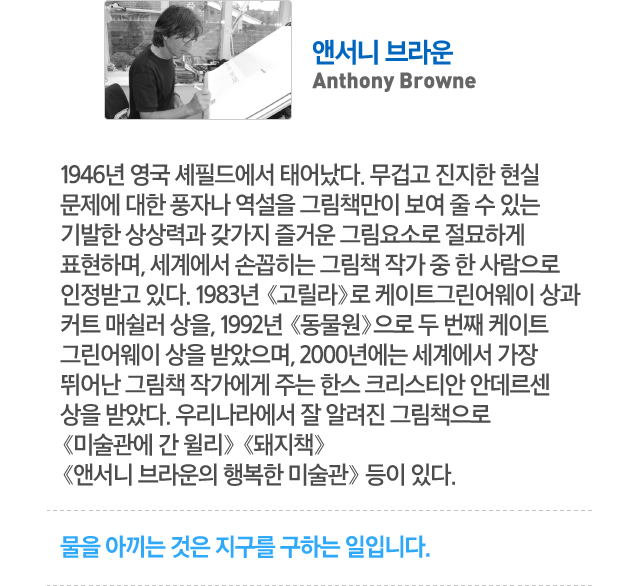 앤서니 브라운
Anthony Browne
1946년 영국 셰필드에서 태어났다. 무겁고 진지한 현실
문제에 대한 풍자나 역설을 그림책만이 보여 줄 수 있는
기발한 상상력과 갖가지 즐거운 그림요소로 절묘하게
표현하며, 세계에서 손꼽히는 그림책 작가 중 한 사람으로
인정받고 있다. 1983년 《고릴라》로 케이트그린어웨이 상과
커트 매쉴러 상을, 1992년 《동물원》으로 두 번째 케이트
그린어웨이 상을 받았으며, 2000년에는 세계에서 가장
뛰어난 그림책 작가에게 주는 한스 크리스티안 안데르센
상을 받았다. 우리나라에서 잘 알려진 그림책으로
《미술관에 간 윌리》 《돼지책》
《앤서니 브라운의 행복한 미술관》 등이 있다.
물을 아끼는 것은 지구를 구하는 일입니다.